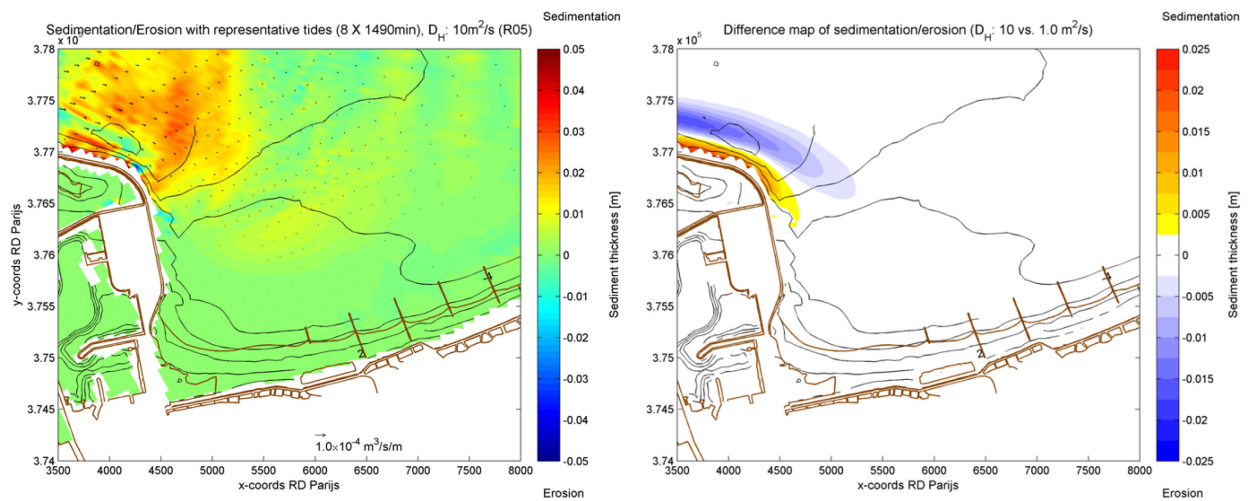 Sedimentation
Sedimentation/Erosion with representative tides (8 X 1490min), D_H: 10m²/s (R05)
3.78
3.775
3.77
3.765
3.76
3.755
3.75
3.745
3.74
y-coords RD Parijs
2
1.0×10⁻⁴ m³/s/m
3500 4000 4500 5000 5500 6000 6500 7000 7500 8000
x-coords RD Parijs
0.05
0.04
0.03
0.02
0.01
0
-0.01
-0.02
-0.03
-0.04
-0.05
Sediment thickness [m]
Erosion
Sedimentation
Difference map of sedimentation/erosion (D_H: 10 vs. 1.0 m²/s)
x 10⁵
3.78
3.775
3.77
3.765
3.76
3.755
3.75
3.745
3.74
2
3500 4000 4500 5000 5500 6000 6500 7000 7500 8000
x-coords RD Parijs
0.025
0.02
0.015
0.01
0.005
0
-0.005
-0.01
-0.015
-0.02
-0.025
Sediment thickness [m]
Erosion